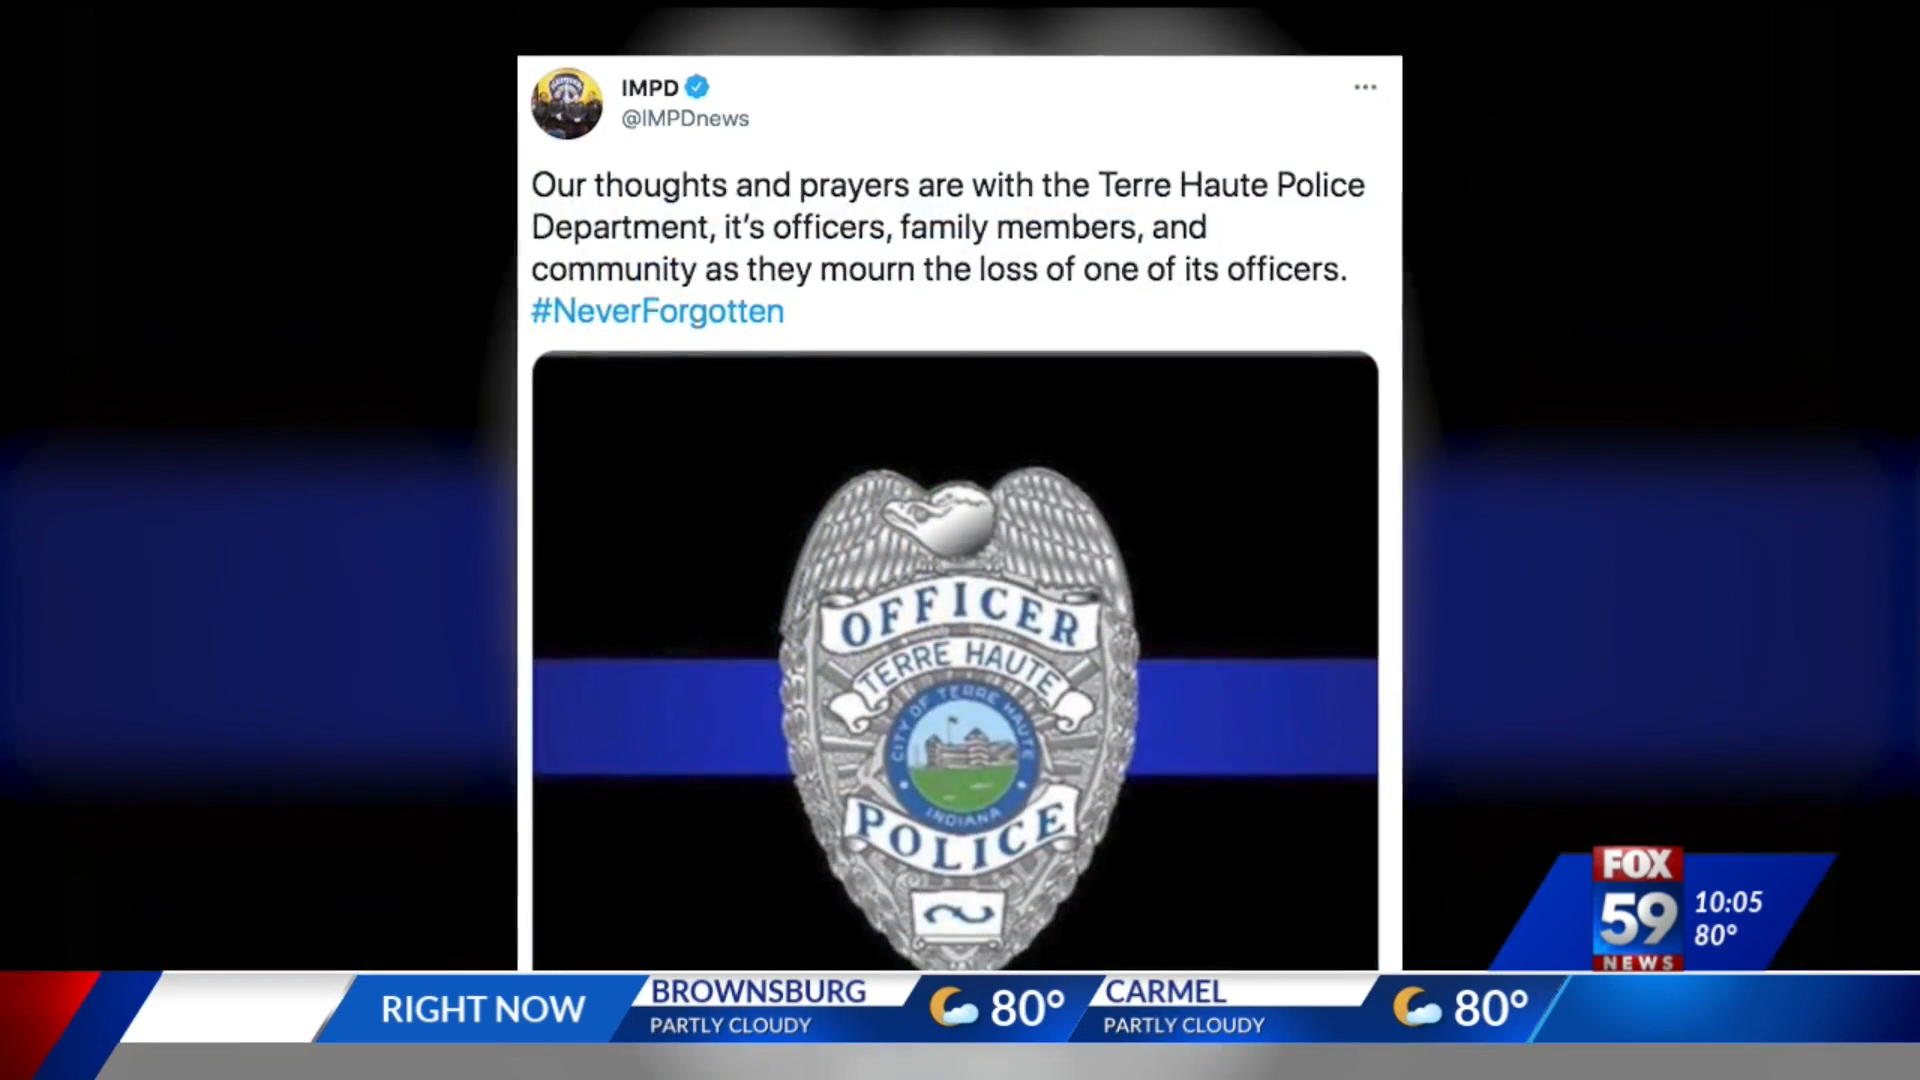 IMPD
@IMPDnews
Our thoughts and prayers are with the Terre Haute Police
Department, it's officers, family members, and
community as they mourn the loss of one of its officers.
#NeverForgotten
OFFICER
TERRE HAUTE
CITY OF TERRE HAUTE
INDIANA
POLICE
FOX
59
NEWS
10:05
80°
RIGHT NOW
BROWNSBURG
PARTLY CLOUDY
80°
CARMEL
PARTLY CLOUDY
80°